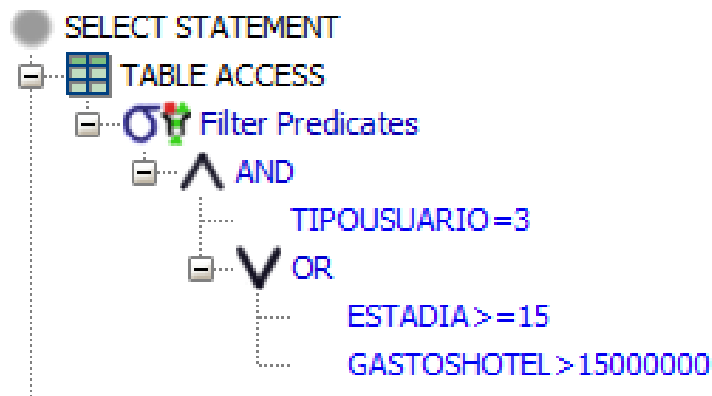 SELECT STATEMENT
TABLE ACCESS
Filter Predicates
AND
TIPOUSUARIO=3
OR
ESTADIA>=15
GASTOSHOTEL>15000000